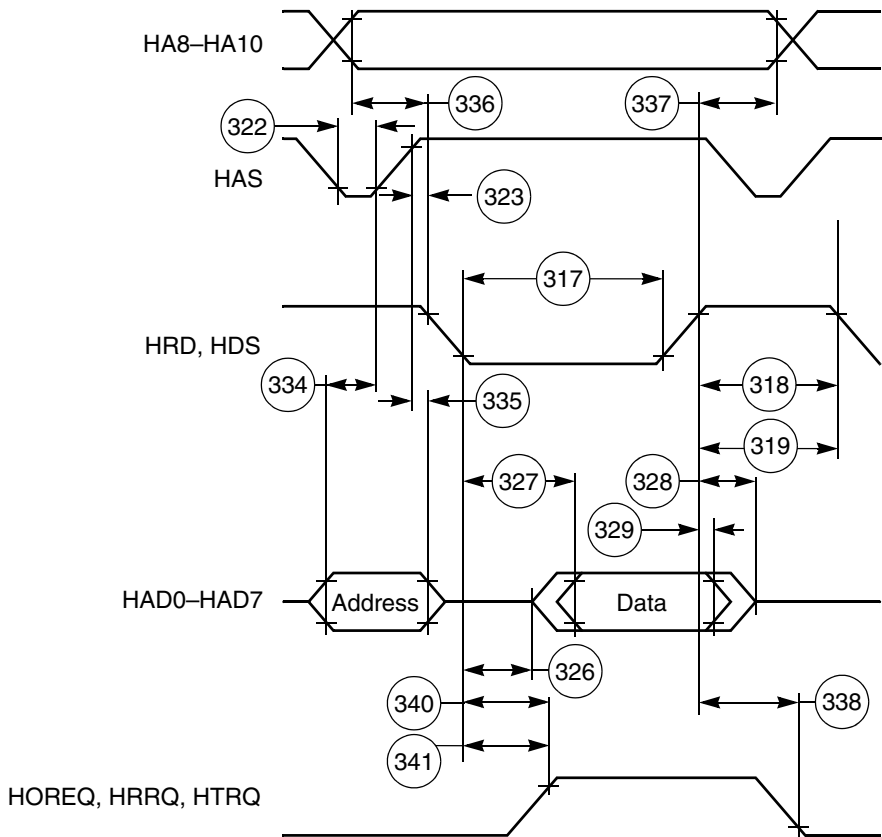 HA8–HA10
336
337
322
HAS
323
317
HRD, HDS
334
335
318
319
327
328
329
HAD0–HAD7
Address
Data
326
340
338
341
HOREQ, HRRQ, HTRQ